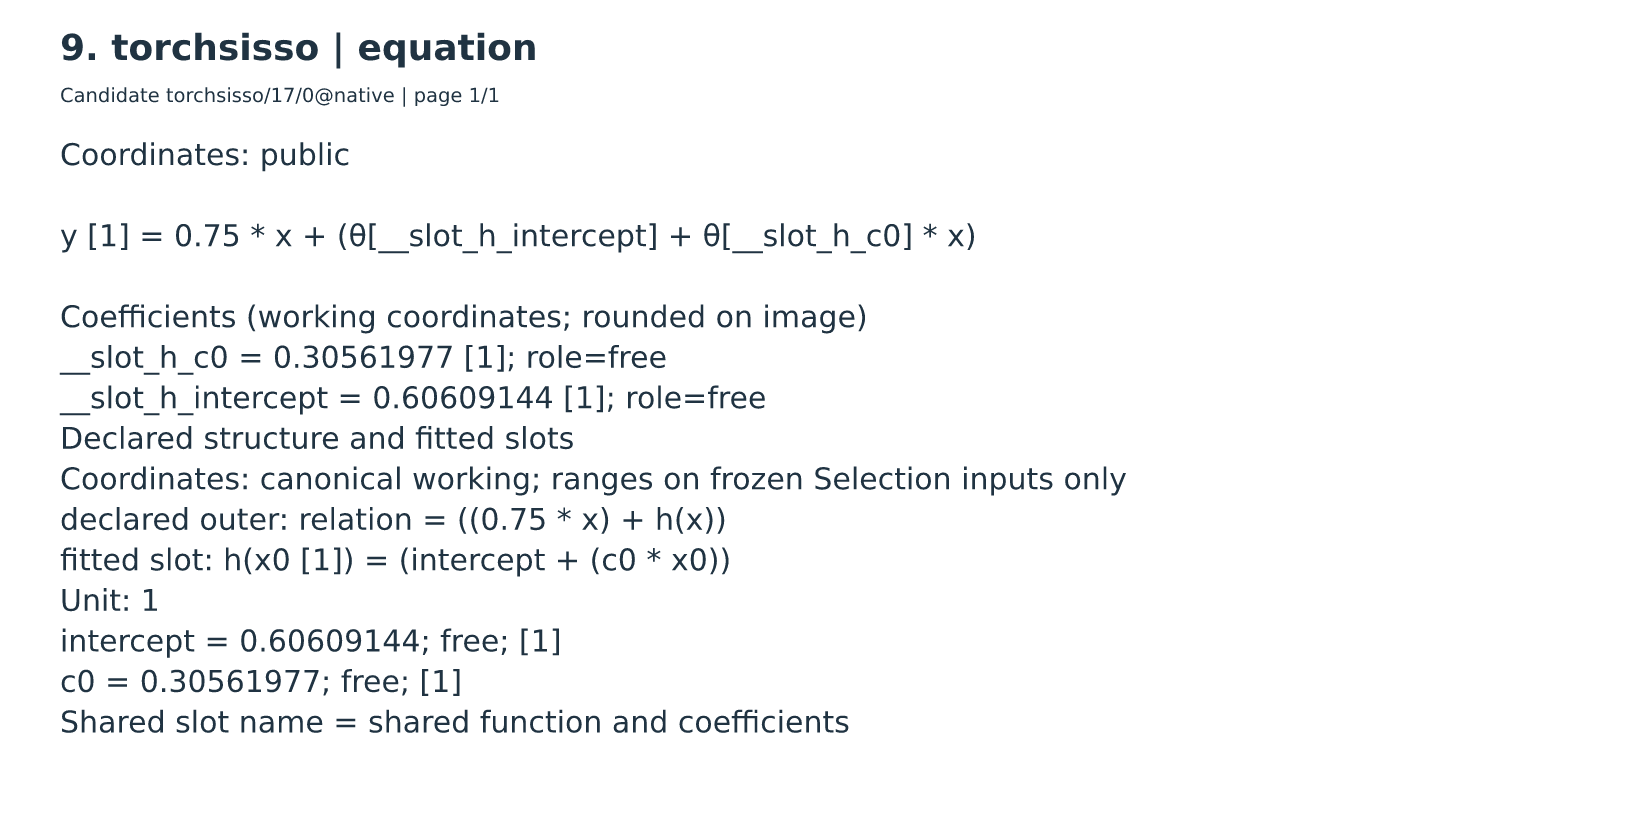 9. torchsisso | equation
Candidate torchsisso/17/0@native | page 1/1
Coordinates: public
y [1] = 0.75 * x + (θ[__slot_h_intercept] + θ[__slot_h_c0] * x)
Coefficients (working coordinates; rounded on image)
__slot_h_c0 = 0.30561977 [1]; role=free
__slot_h_intercept = 0.60609144 [1]; role=free
Declared structure and fitted slots
Coordinates: canonical working; ranges on frozen Selection inputs only
declared outer: relation = ((0.75 * x) + h(x))
fitted slot: h(x0 [1]) = (intercept + (c0 * x0))
Unit: 1
intercept = 0.60609144; free; [1]
c0 = 0.30561977; free; [1]
Shared slot name = shared function and coefficients